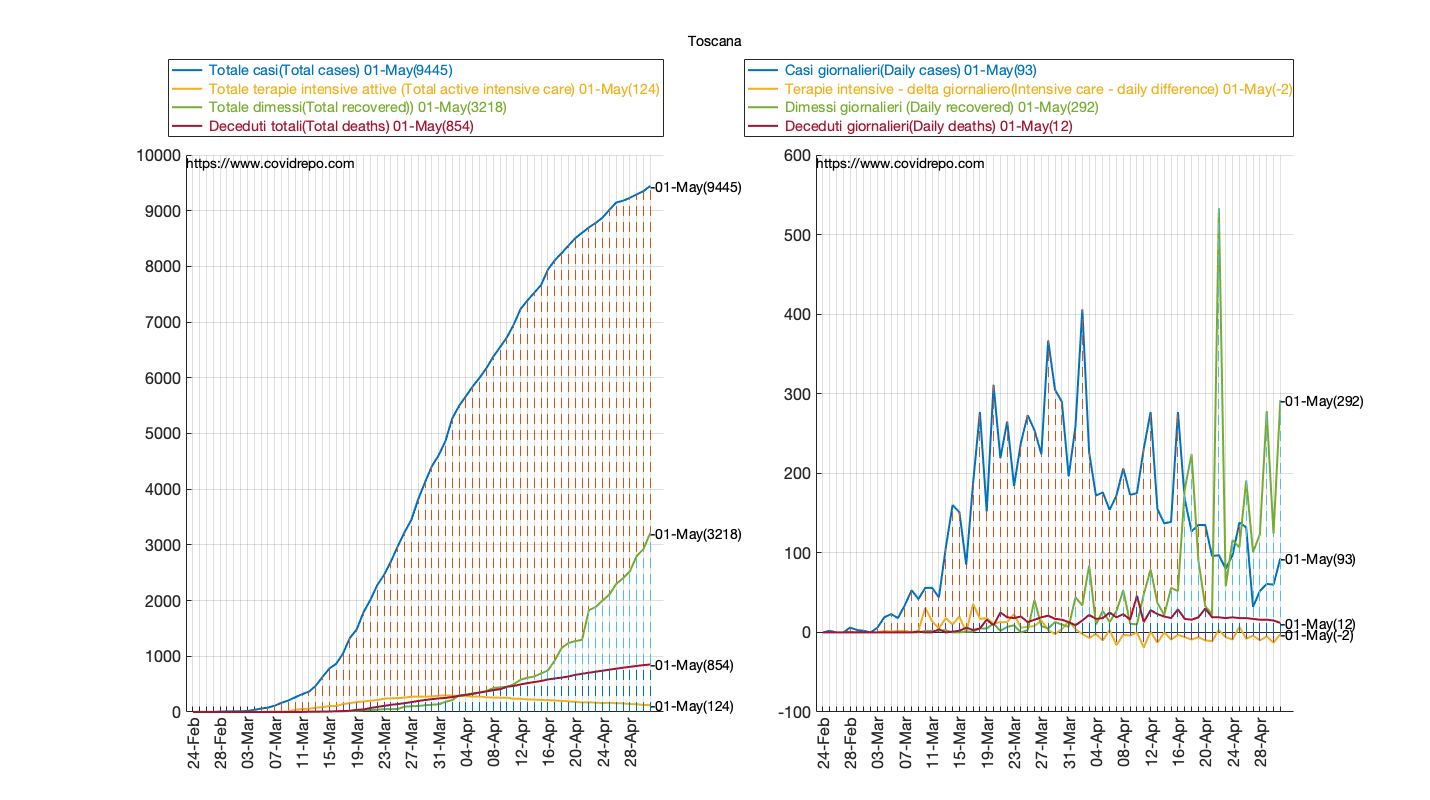 Toscana
Totale casi(Total cases) 01-May(9445)
Totale terapie intensive attive (Total active intensive care) 01-May(124)
Totale dimessi(Total recovered)) 01-May(3218)
Deceduti totali(Total deaths) 01-May(854)
https://www.covidrepo.com
10000
9000
8000
7000
6000
5000
4000
3000
2000
1000
0
01-May(9445)
01-May(3218)
01-May(854)
01-May(124)
24-Feb
28-Feb
03-Mar
07-Mar
11-Mar
15-Mar
19-Mar
23-Mar
27-Mar
31-Mar
04-Apr
08-Apr
12-Apr
16-Apr
20-Apr
24-Apr
28-Apr
Casi giornalieri(Daily cases) 01-May(93)
Terapie intensive - delta giornaliero(Intensive care - daily difference) 01-May(-2)
Dimessi giornalieri (Daily recovered) 01-May(292)
Deceduti giornalieri(Daily deaths) 01-May(12)
https://www.covidrepo.com
600
500
400
300
200
100
0
-100
01-May(292)
01-May(93)
01-May(12)
01-May(-2)
24-Feb
28-Feb
03-Mar
07-Mar
11-Mar
15-Mar
19-Mar
23-Mar
27-Mar
31-Mar
04-Apr
08-Apr
12-Apr
16-Apr
20-Apr
24-Apr
28-Apr